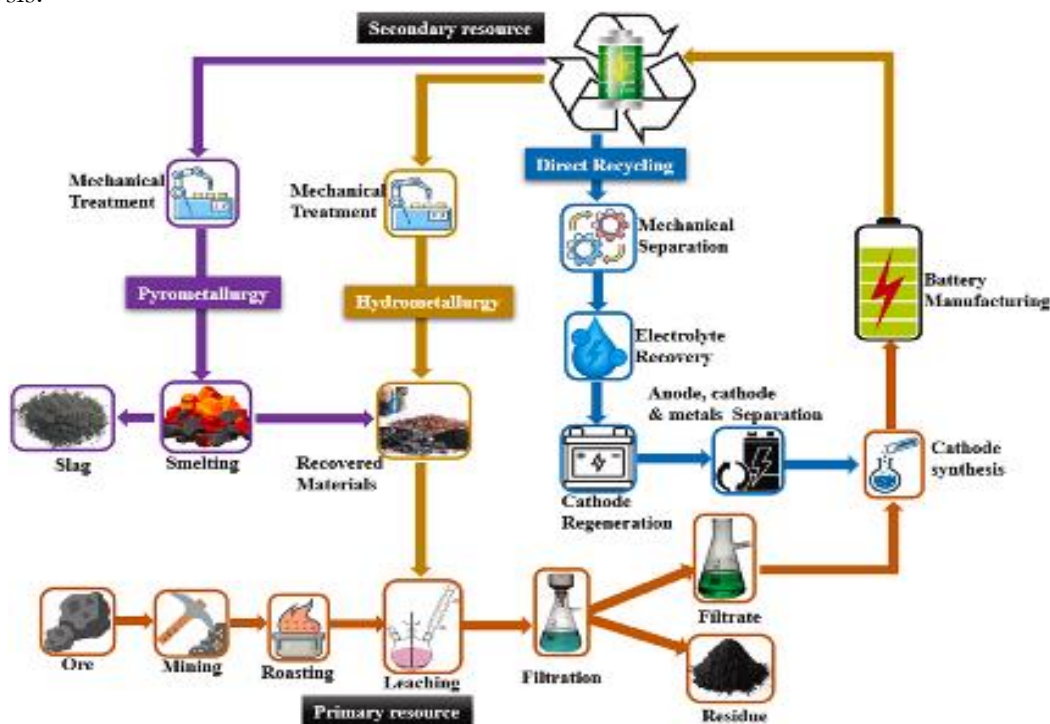 sis.
Secondary resource
Mechanical
Treatment
Mechanical
Treatment
Direct Recycling
Mechanical
Separation
Pyrometallurgy
Hydrometallurgy
Battery
Manufacturing
Electrolyte
Recovery
Anode, cathode
& metals Separation
Slag
Smelting
Recovered
Materials
Cathode
Regeneration
Cathode
synthesis
Ore
Mining
Roasting
Leaching
Filtration
Filtrate
Residue
Primary resource